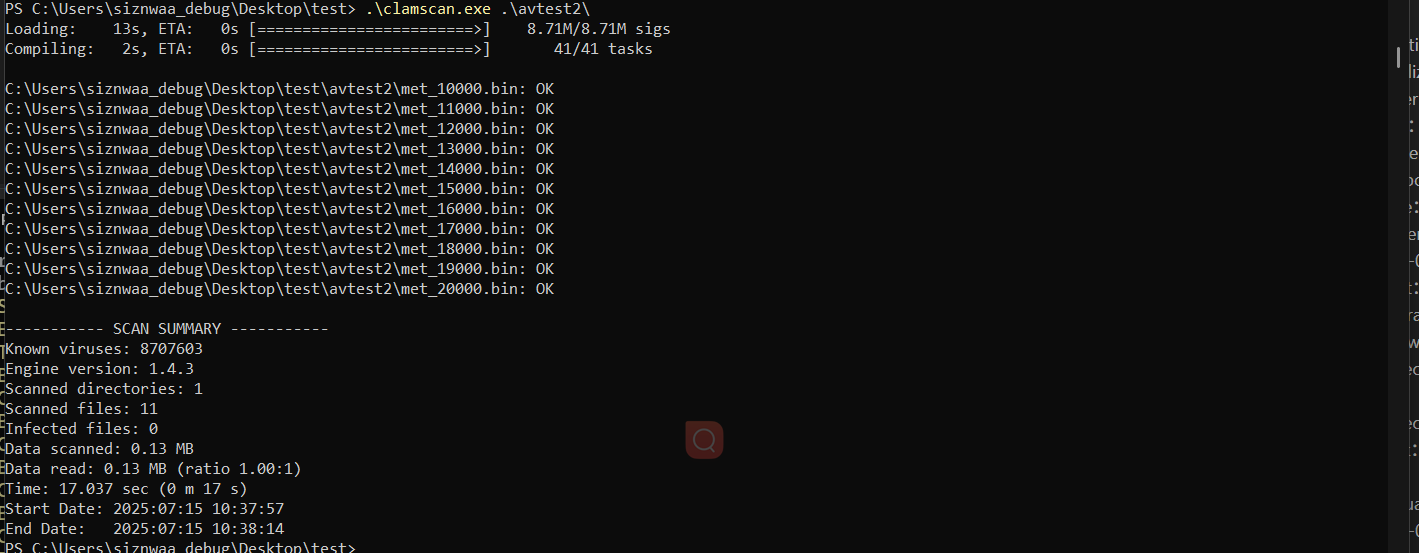 PS C:\Users\siznwaa_debug\Desktop\test> .\clamscan.exe .\avtest2\
Loading:    13s, ETA:   0s [========================>]    8.71M/8.71M sigs
Compiling:   2s, ETA:   0s [========================>]       41/41 tasks
C:\Users\siznwaa_debug\Desktop\test\avtest2\met_10000.bin: OK
C:\Users\siznwaa_debug\Desktop\test\avtest2\met_11000.bin: OK
C:\Users\siznwaa_debug\Desktop\test\avtest2\met_12000.bin: OK
C:\Users\siznwaa_debug\Desktop\test\avtest2\met_13000.bin: OK
C:\Users\siznwaa_debug\Desktop\test\avtest2\met_14000.bin: OK
C:\Users\siznwaa_debug\Desktop\test\avtest2\met_15000.bin: OK
C:\Users\siznwaa_debug\Desktop\test\avtest2\met_16000.bin: OK
C:\Users\siznwaa_debug\Desktop\test\avtest2\met_17000.bin: OK
C:\Users\siznwaa_debug\Desktop\test\avtest2\met_18000.bin: OK
C:\Users\siznwaa_debug\Desktop\test\avtest2\met_19000.bin: OK
C:\Users\siznwaa_debug\Desktop\test\avtest2\met_20000.bin: OK
----------- SCAN SUMMARY -----------
Known viruses: 8707603
Engine version: 1.4.3
Scanned directories: 1
Scanned files: 11
Infected files: 0
Data scanned: 0.13 MB
Data read: 0.13 MB (ratio 1.00:1)
Time: 17.037 sec (0 m 17 s)
Start Date: 2025:07:15 10:37:57
End Date:   2025:07:15 10:38:14
PS C:\Users\siznwaa_debug\Desktop\test>